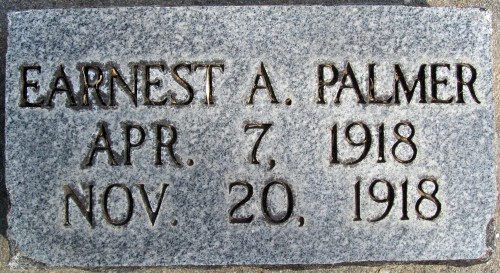 EARNEST A. PALMER
APR. 7, 1918
NOV. 20, 1918